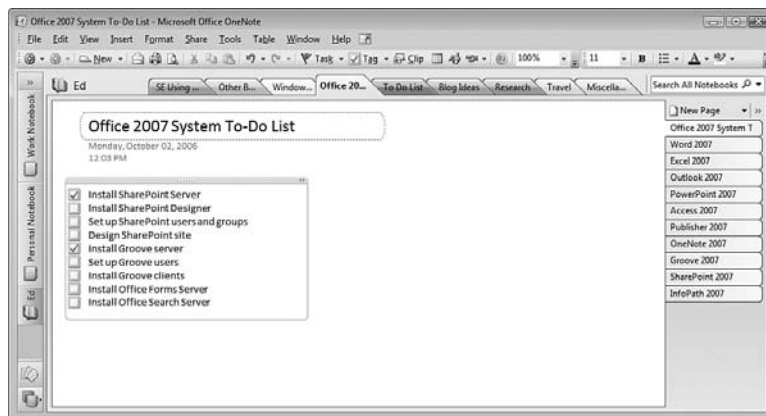 Office 2007 System To-Do List - Microsoft Office OneNote
File Edit View Insert Format Share Tools Table Window Help
New Task Tag Clip 100% 11 B A
Ed
SE Using ... Other B... Window... Office 20... To Do List Blog Ideas Research Travel Miscella...
Search All Notebooks
Work Notebook
Personal Notebook
Ed
Office 2007 System To-Do List
Monday, October 02, 2006
12:03 PM
Install SharePoint Server
Install SharePoint Designer
Set up SharePoint users and groups
Design SharePoint site
Install Groove server
Set up Groove users
Install Groove clients
Install Office Forms Server
Install Office Search Server
New Page
Office 2007 System T
Word 2007
Excel 2007
Outlook 2007
PowerPoint 2007
Access 2007
Publisher 2007
OneNote 2007
Groove 2007
SharePoint 2007
InfoPath 2007